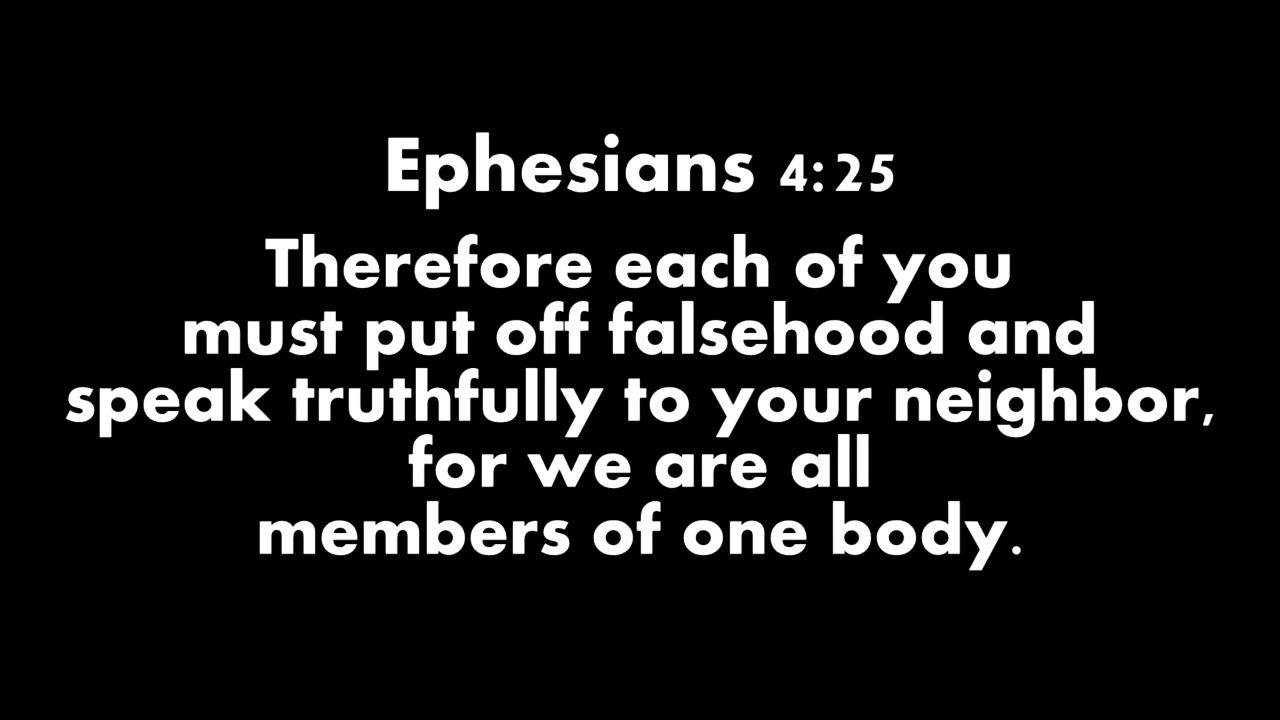 Ephesians 4:25
Therefore each of you
must put off falsehood and
speak truthfully to your neighbor,
for we are all
members of one body.